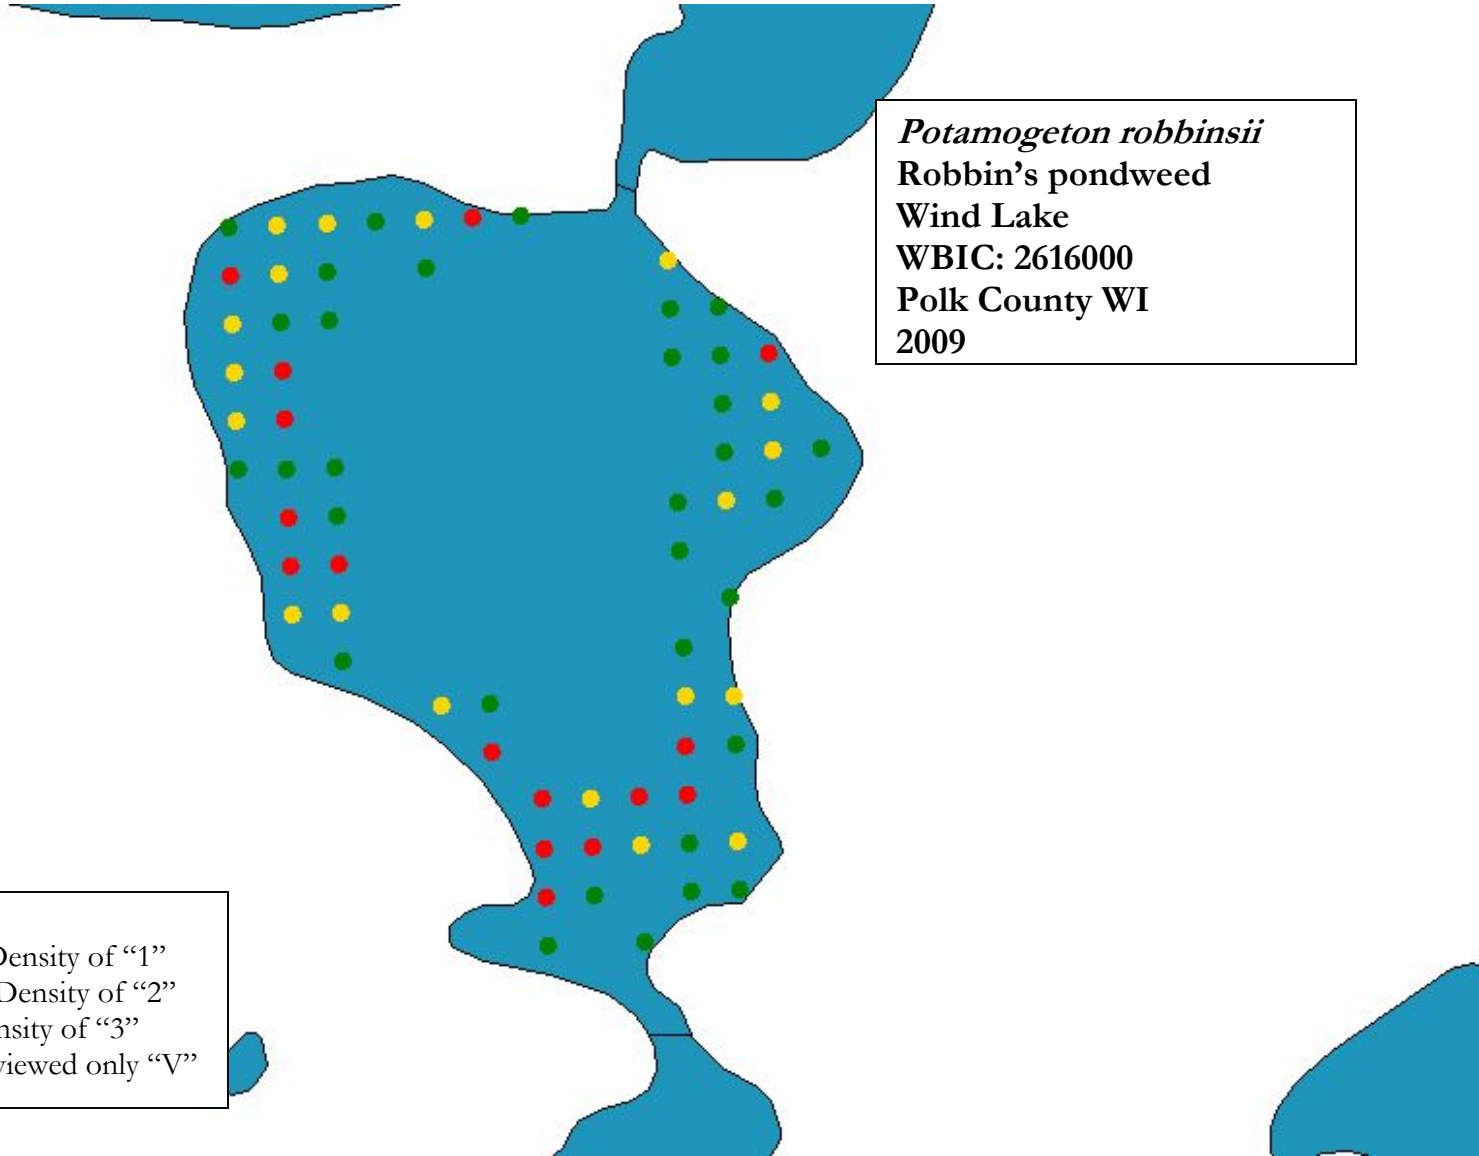 Potamogeton robbinsii
Robbin’s pondweed
Wind Lake
WBIC: 2616000
Polk County WI
2009
Density of “1”
Density of “2”
of “3”
viewed only “V”